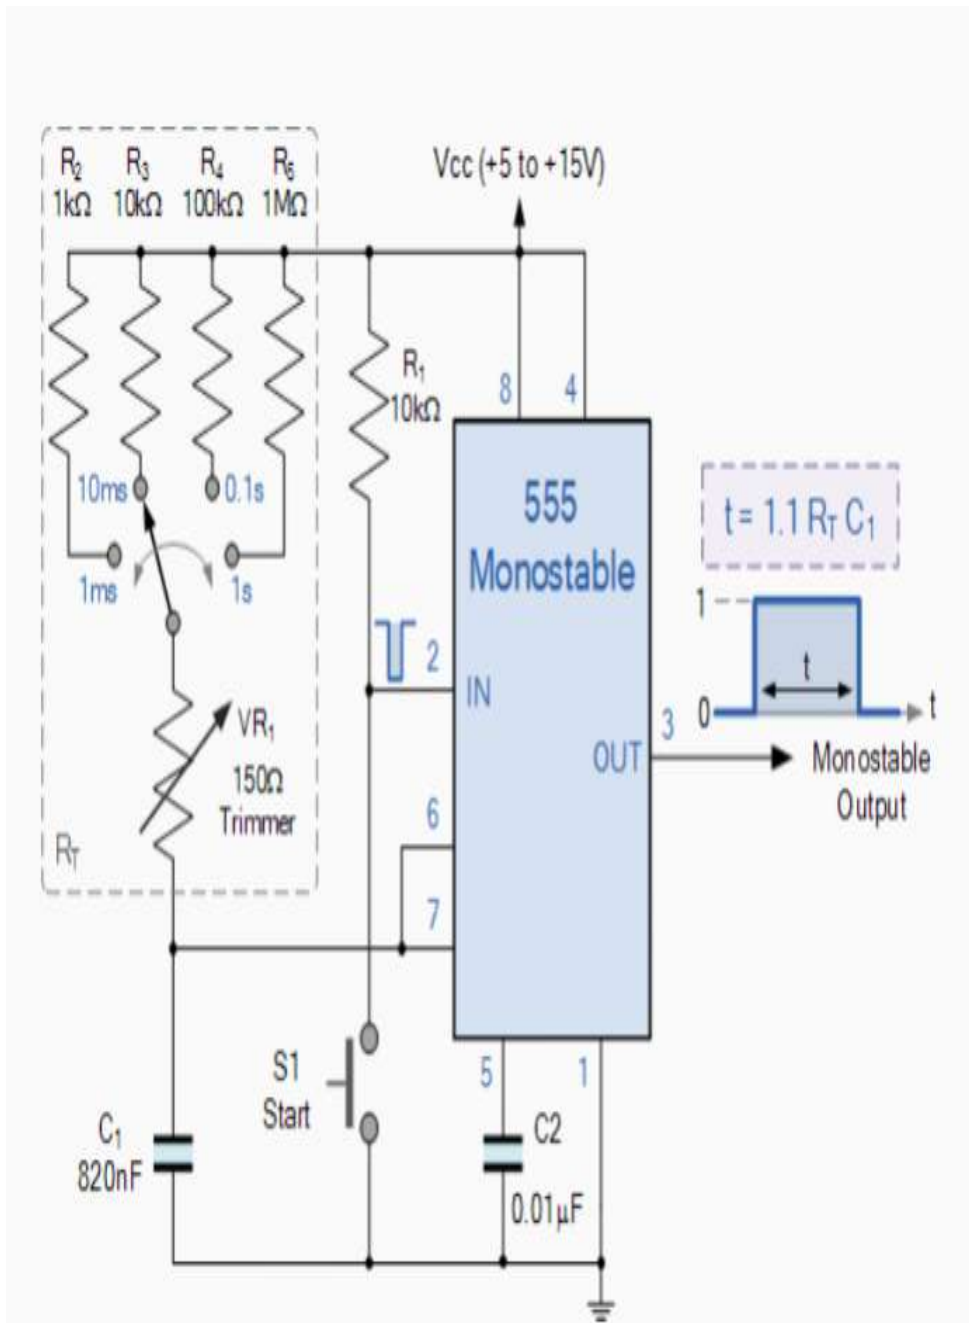 R₂ R₃ R₄ R₅
1kΩ 10kΩ 100kΩ 1MΩ
Vcc (+5 to +15V)
R₁
10kΩ
8 4
10ms 0.1s
1ms 1s
555
Monostable
t = 1.1 R_T C₁
1
t
0 t
2
IN
3
OUT
Monostable
Output
VR₁
150Ω
Trimmer
R_T
6
7
S1
Start
5 1
C₁
820nF
C2
0.01µF